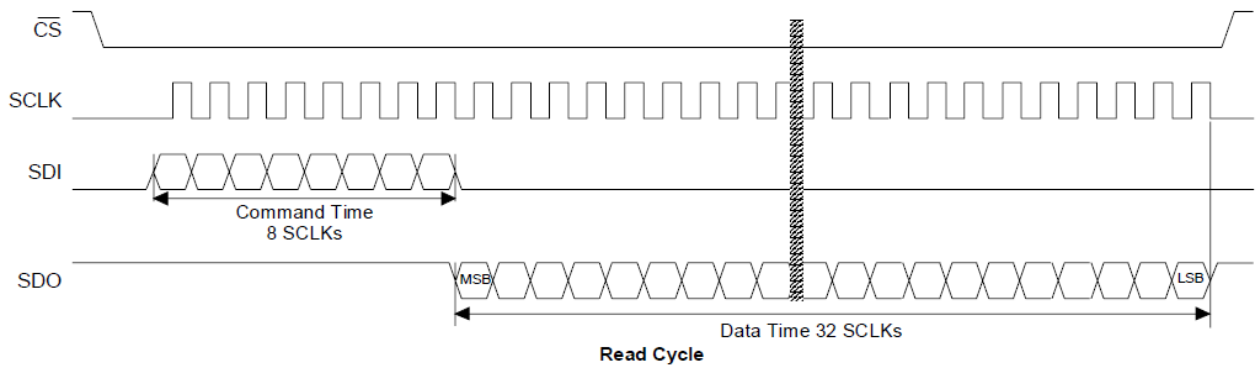 CS
SCLK
SDI
Command Time
8 SCLKs
SDO
MSB
LSB
Data Time 32 SCLKs
Read Cycle